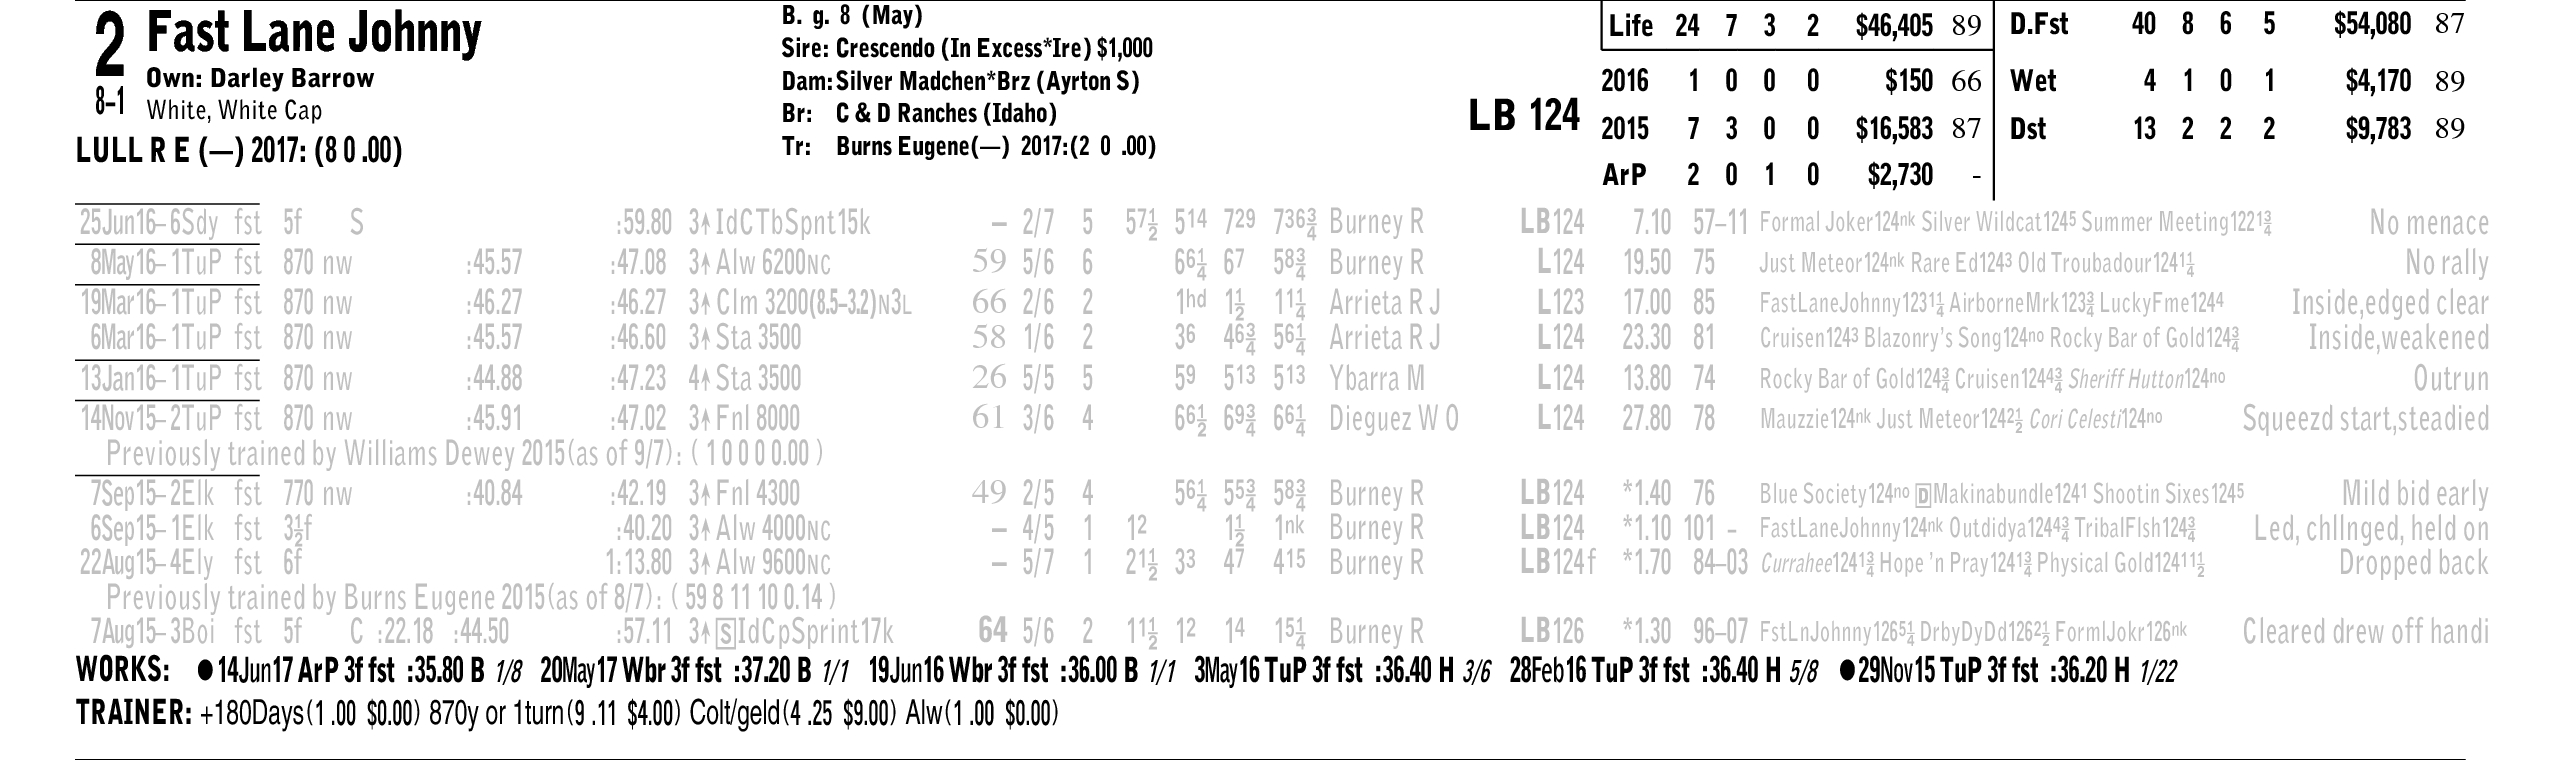 2 Fast Lane Johnny
Own: Darley Barrow
8–1 White, White Cap
LULL R E (—) 2017: (8 0 .00)
B. g. 8 (May)
Sire: Crescendo (In Excess*Ire) $1,000
Dam: Silver Madchen*Brz (Ayrton S)
Br: C & D Ranches (Idaho)
Tr: Burns Eugene(—) 2017:(2 0 .00)
LB 124
Life 24 7 3 2 $46,405 89
2016 1 0 0 0 $150 66
2015 7 3 0 0 $16,583 87
ArP 2 0 1 0 $2,730 -
D.Fst 40 8 6 5 $54,080 87
Wet 4 1 0 1 $4,170 89
Dst 13 2 2 2 $9,783 89
25Jun16–6Sdy fst 5f S :59.80 3↑ IdCTbSpnt15k – 2/7 5 57½ 514 729 736¾ Burney R LB124 7.10 57–11 Formal Joker124nk Silver Wildcat1245 Summer Meeting1221¾ No menace
8May16–1TuP fst 870 nw :45.57 :47.08 3↑ Alw 6200NC 59 5/6 6 66¼ 67 58¾ Burney R L124 19.50 75 Just Meteor124nk Rare Ed1243 Old Troubadour1241½ No rally
19Mar16–1TuP fst 870 nw :46.27 :46.27 3↑ Clm 3200(8.5–3.2)N3L 66 2/6 2 1hd 1½ 11¼ Arrieta R J L123 17.00 85 FastLaneJohnny1231¼ AirborneMrk123¾ LuckyFme1244 Inside,edged clear
6Mar16–1TuP fst 870 nw :45.57 :46.60 3↑ Sta 3500 58 1/6 2 36 46¾ 56¼ Arrieta R J L124 23.30 81 Cruisen1243 Blazonry's Song124no Rocky Bar of Gold124¾ Inside,weakened
13Jan16–1TuP fst 870 nw :44.88 :47.23 4↑ Sta 3500 26 5/5 5 59 513 513 Ybarra M L124 13.80 74 Rocky Bar of Gold124¾ Cruisen1244¾ Sheriff Hutton124no Outrun
14Nov15–2TuP fst 870 nw :45.91 :47.02 3↑ Fnl 8000 61 3/6 4 66½ 69¾ 66¼ Dieguez W O L124 27.80 78 Mauzzie124nk Just Meteor1242½ Cori Celesti124no Squeezd start,steadied
Previously trained by Williams Dewey 2015(as of 9/7): ( 10 0 0 0.00 )
7Sep15–2Elk fst 770 nw :40.84 :42.19 3↑ Fnl 4300 49 2/5 4 56¼ 55¾ 58¾ Burney R LB124 *1.40 76 Blue Society124no DMakinabundle1241 Shootin Sixes1245 Mild bid early
6Sep15–1Elk fst 3½f :40.20 3↑ Alw 4000NC – 4/5 1 12 1½ 1nk Burney R LB124 *1.10 101 – FastLaneJohnny124nk Outdidya1244¾ TribalFlsh124¾ Led, chllnged, held on
22Aug15–4Ely fst 6f 1:13.80 3↑ Alw 9600NC – 5/7 1 21½ 33 47 415 Burney R LB124f *1.70 84–03 Currahee1241¾ Hope 'n Pray1241¾ Physical Gold12411½ Dropped back
Previously trained by Burns Eugene 2015(as of 8/7): ( 59 8 11 10 0.14 )
7Aug15–3Boi fst 5f C :22.18 :44.50 :57.11 3↑ SIdCpSprint17k 64 5/6 2 11½ 12 14 15¼ Burney R LB126 *1.30 96–07 FstLnJohnny1265¼ DrbyDyDd1262½ FormlJokr126nk Cleared drew off handi
WORKS: ●14Jun17 ArP 3f fst :35.80 B 1/8 20May17 Wbr 3f fst :37.20 B 1/1 19Jun16 Wbr 3f fst :36.00 B 1/1 3May16 TuP 3f fst :36.40 H 3/6 28Feb16 TuP 3f fst :36.40 H 5/8 ●29Nov15 TuP 3f fst :36.20 H 1/22
TRAINER: +180Days(1 .00 $0.00) 870y or 1turn(9 .11 $4.00) Colt/geld(4 .25 $9.00) Alw(1 .00 $0.00)